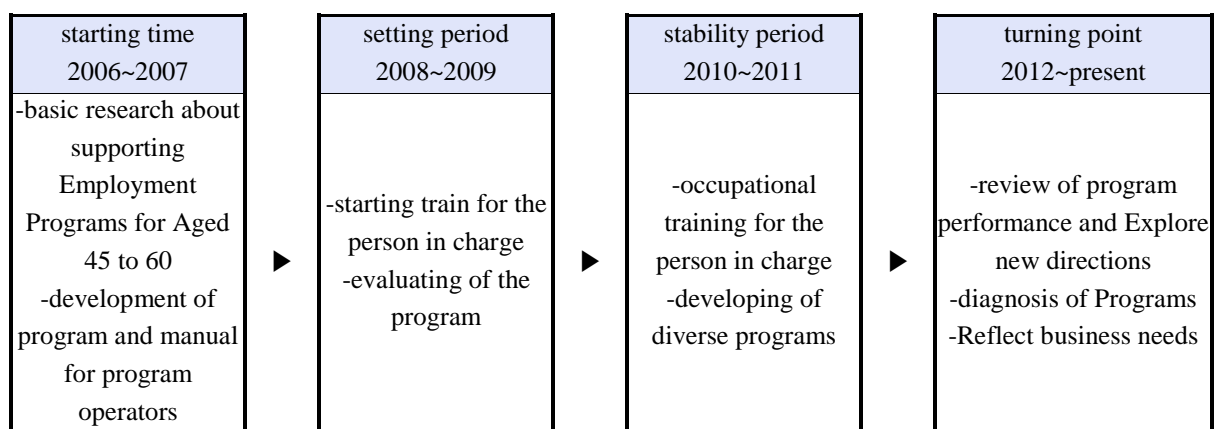 starting time
2006~2007
-basic research about
supporting
Employment
Programs for Aged
45 to 60
-development of
program and manual
for program
operators
setting period
2008~2009
-starting train for the
person in charge
-evaluating of the
program
stability period
2010~2011
-occupational
training for the
person in charge
-developing of
diverse programs
turning point
2012~present
-review of program
performance and Explore
new directions
-diagnosis of Programs
-Reflect business needs